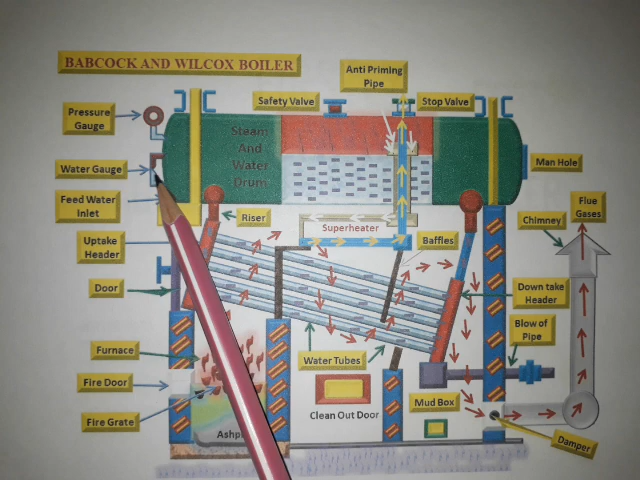 BABCOCK AND WILCOX BOILER
Anti Priming
Pipe
Pressure
Gauge
Safety Valve
Stop Valve
Steam
And
Water
Drum
Water Gauge
Man Hole
Feed Water
Inlet
Riser
Superheater
Chimney
Flue
Gases
Uptake
Header
Baffles
Door
Down take
Header
Blow of
Pipe
Furnace
Water Tubes
Fire Door
Clean Out Door
Mud Box
Fire Grate
Damper